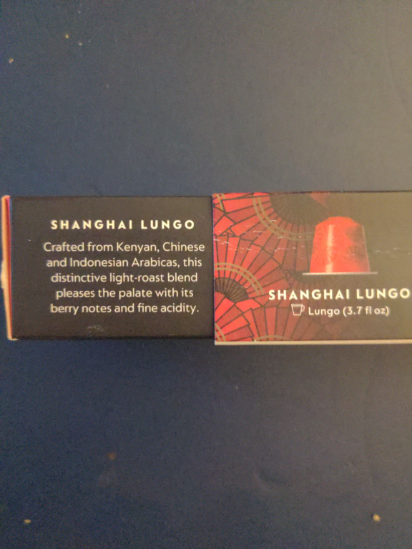 SHANGHAI LUNGO
Crafted from Kenyan, Chinese
and Indonesian Arabicas, this
distinctive light-roast blend
pleases the palate with its
berry notes and fine acidity.
SHANGHAI LUNGO
Lungo (3.7 fl oz)